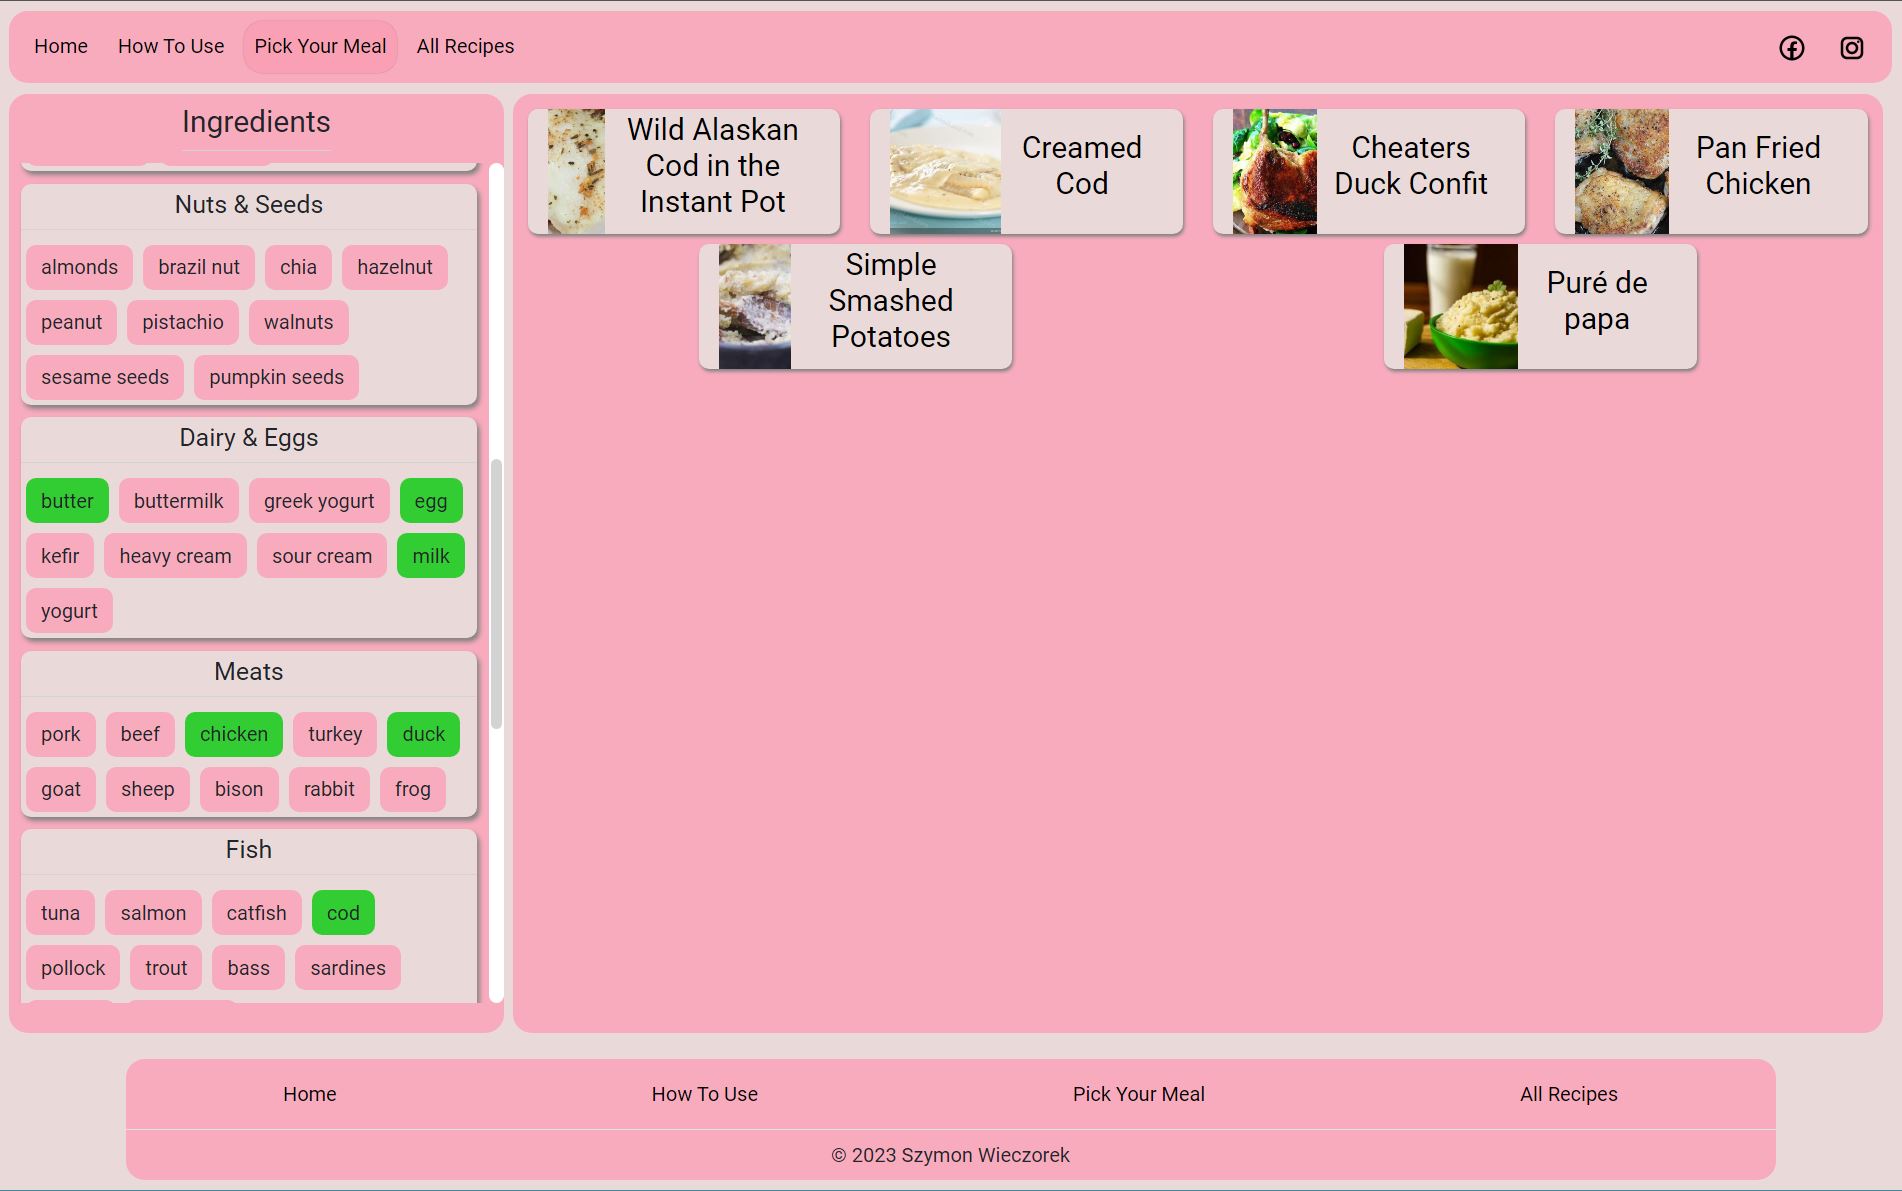 Home
How To Use
Pick Your Meal
All Recipes
Ingredients
Nuts & Seeds
almonds
brazil nut
chia
hazelnut
peanut
pistachio
walnuts
sesame seeds
pumpkin seeds
Dairy & Eggs
butter
buttermilk
greek yogurt
egg
kefir
heavy cream
sour cream
milk
yogurt
Meats
pork
beef
chicken
turkey
duck
goat
sheep
bison
rabbit
frog
Fish
tuna
salmon
catfish
cod
pollock
trout
bass
sardines
Wild Alaskan
Cod in the
Instant Pot
Creamed
Cod
Cheaters
Duck Confit
Pan Fried
Chicken
Simple
Smashed
Potatoes
Puré de
papa
Home
How To Use
Pick Your Meal
All Recipes
© 2023 Szymon Wieczorek